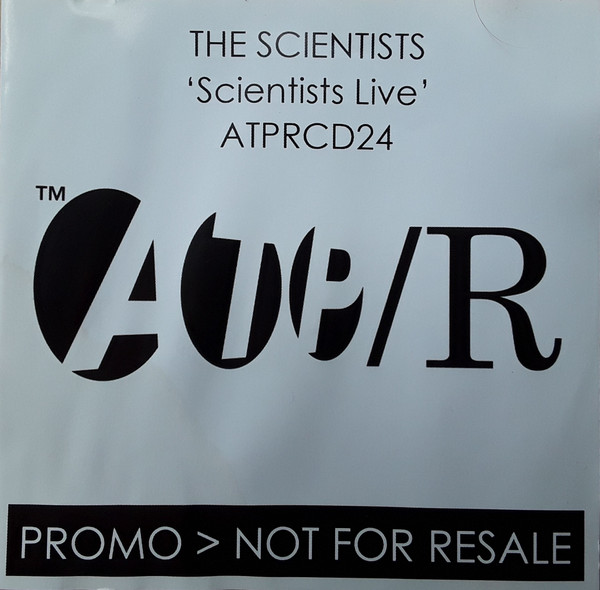 THE SCIENTISTS
‘Scientists Live’
ATPRCD24
TM
ATP/R
PROMO > NOT FOR RESALE